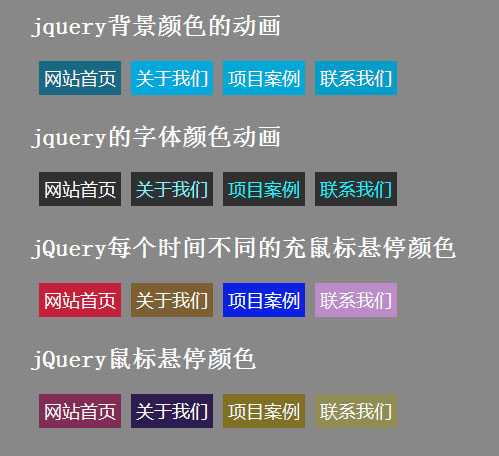 jquery背景颜色的动画
网站首页 关于我们 项目案例 联系我们
jquery的字体颜色动画
网站首页 关于我们 项目案例 联系我们
jQuery每个时间不同的充鼠标悬停颜色
网站首页 关于我们 项目案例 联系我们
jQuery鼠标悬停颜色
网站首页 关于我们 项目案例 联系我们